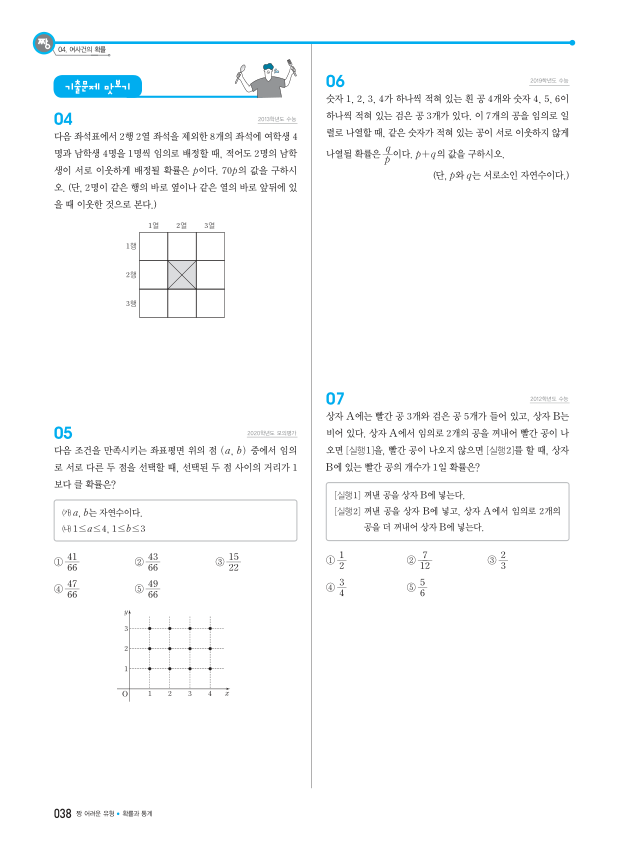 짱
04. 여사건의 확률
기출문제 맛보기
04
2013학년도 수능
다음 좌석표에서 2행 2열 좌석을 제외한 8개의 좌석에 여학생 4
명과 남학생 4명을 1명씩 임의로 배정할 때, 적어도 2명의 남학
생이 서로 이웃하게 배정될 확률은 p이다. 70p의 값을 구하시
오. (단, 2명이 같은 행의 바로 옆이나 같은 열의 바로 앞뒤에 있
을 때 이웃한 것으로 본다.)
1열 2열 3열
1행
2행
3행
05
2020학년도 모의평가
다음 조건을 만족시키는 좌표평면 위의 점 (a, b) 중에서 임의
로 서로 다른 두 점을 선택할 때, 선택된 두 점 사이의 거리가 1
보다 클 확률은?
㈎ a, b는 자연수이다.
㈏ 1≤a≤4, 1≤b≤3
① 41/66 ② 43/66 ③ 15/22
④ 47/66 ⑤ 49/66
y
3
2
1
O 1 2 3 4 x
06
2019학년도 수능
숫자 1, 2, 3, 4가 하나씩 적혀 있는 흰 공 4개와 숫자 4, 5, 6이
하나씩 적혀 있는 검은 공 3개가 있다. 이 7개의 공을 임의로 일
렬로 나열할 때, 같은 숫자가 적혀 있는 공이 서로 이웃하지 않게
나열될 확률은 q/p이다. p+q의 값을 구하시오.
(단, p와 q는 서로소인 자연수이다.)
07
2012학년도 수능
상자 A에는 빨간 공 3개와 검은 공 5개가 들어 있고, 상자 B는
비어 있다. 상자 A에서 임의로 2개의 공을 꺼내어 빨간 공이 나
오면 [실행1]을, 빨간 공이 나오지 않으면 [실행2]를 할 때, 상자
B에 있는 빨간 공의 개수가 1일 확률은?
[실행1] 꺼낸 공을 상자 B에 넣는다.
[실행2] 꺼낸 공을 상자 B에 넣고, 상자 A에서 임의로 2개의
공을 더 꺼내어 상자 B에 넣는다.
① 1/2 ② 7/12 ③ 2/3
④ 3/4 ⑤ 5/6
038 짱 어려운 유형 • 확률과 통계